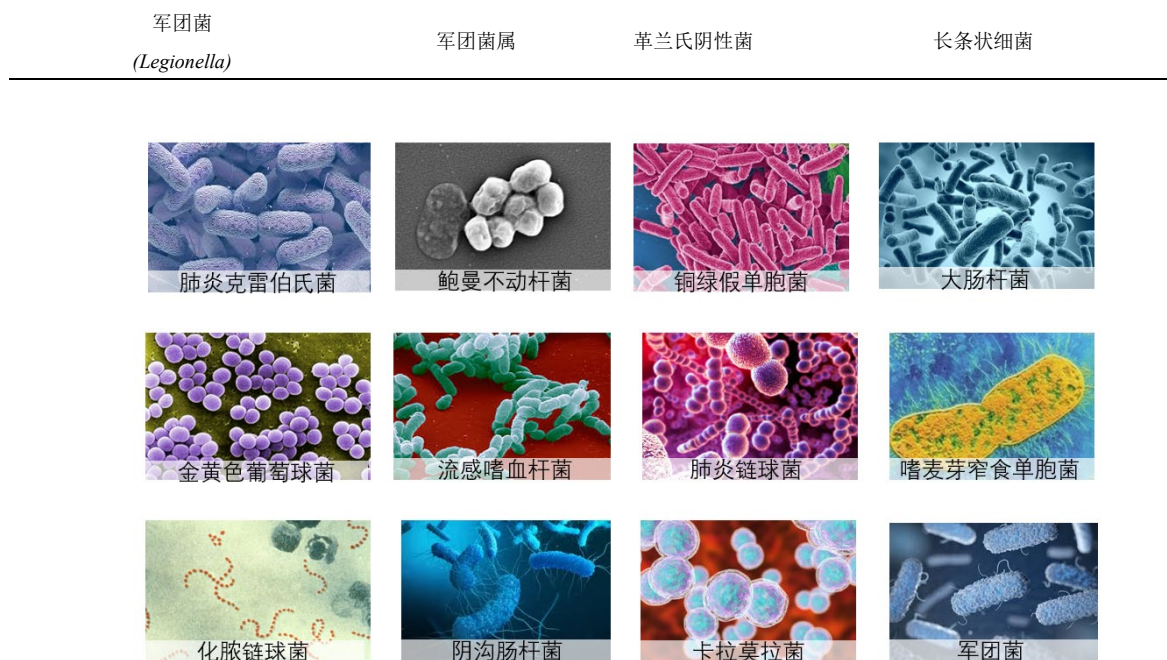 军团菌
(Legionella)
军团菌属
革兰氏阴性菌
长条状细菌
肺炎克雷伯氏菌
鲍曼不动杆菌
铜绿假单胞菌
大肠杆菌
金黄色葡萄球菌
流感嗜血杆菌
肺炎链球菌
嗜麦芽窄食单胞菌
化脓链球菌
阴沟肠杆菌
卡拉莫拉菌
军团菌